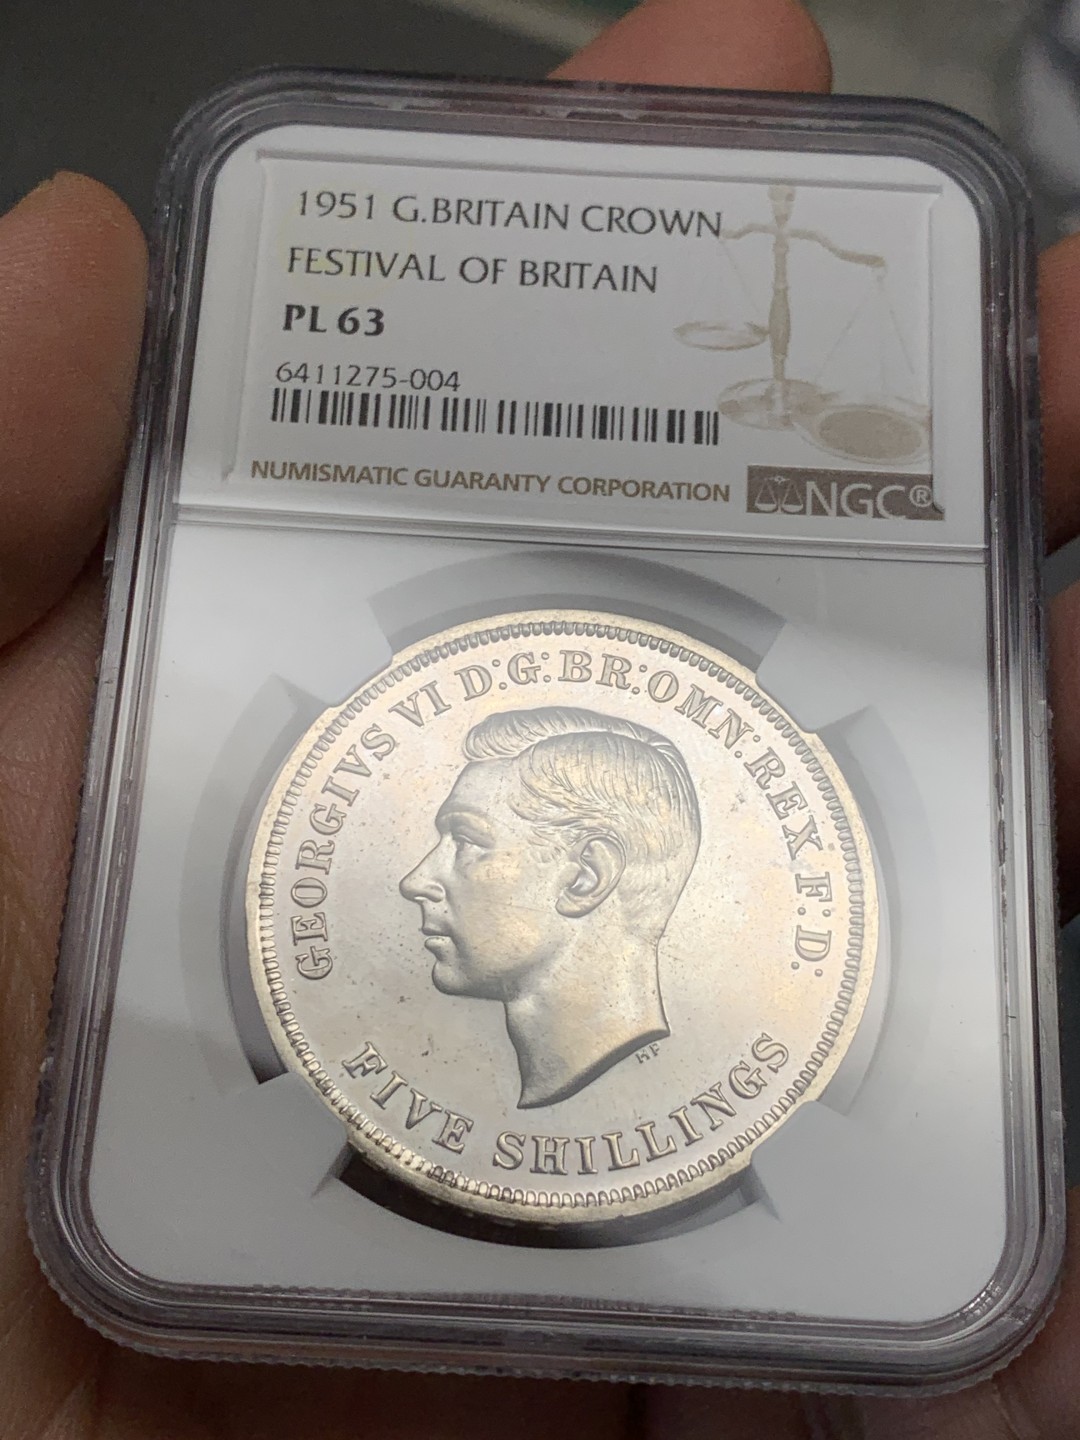 1951 G.BRITAIN CROWN
FESTIVAL OF BRITAIN
PL 63
6411275-004
NUMISMATIC GUARANTY CORPORATION
NGC®
GEORGIVS VI D:G:BR:OMN:REX F:D:
HP
FIVE SHILLINGS